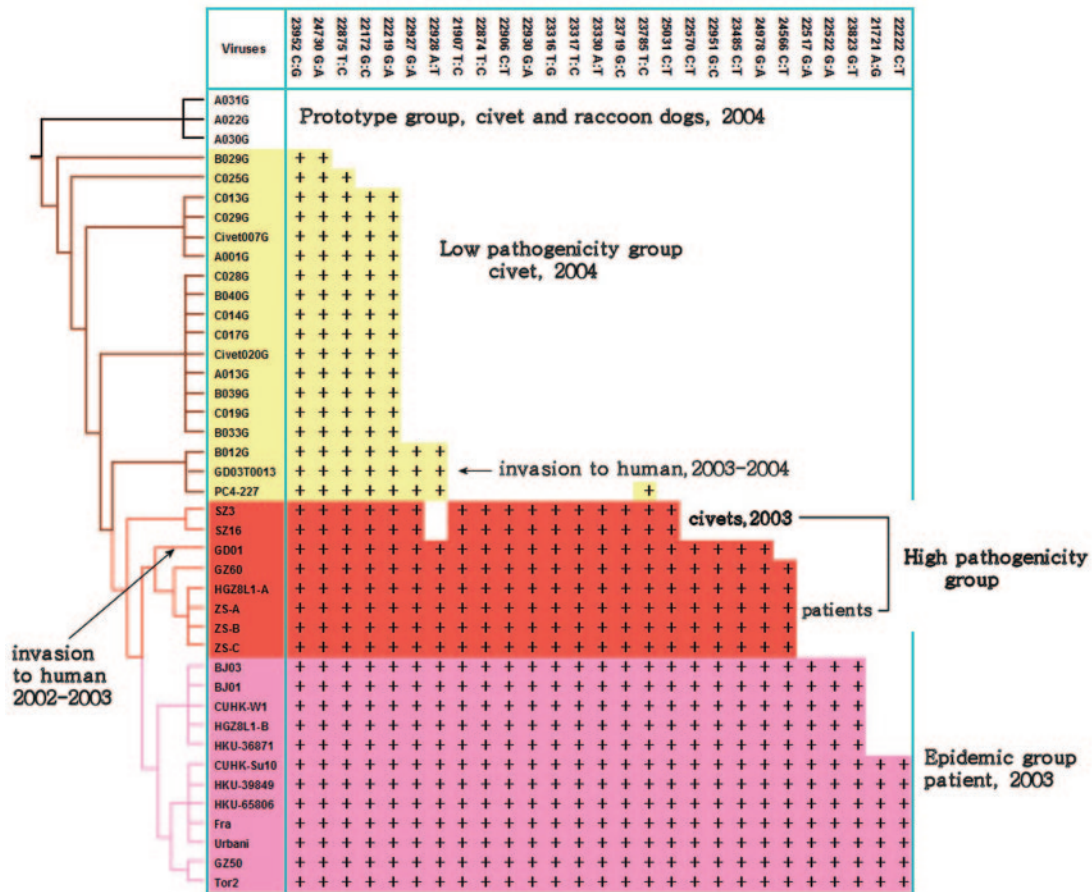 Viruses
23952 C:G
24730 G:A
22875 T:C
22172 G:C
22219 G:A
22927 G:A
22928 A:T
21907 T:C
22874 T:C
22906 C:T
22930 G:A
23316 T:G
23317 T:C
23330 A:T
23719 G:C
23785 T:C
25031 C:T
22570 C:T
22951 G:C
23485 C:T
24978 G:A
24566 C:T
22517 G:A
22522 G:A
23823 G:T
21721 A:G
22222 C:T
A031G
A022G
A030G
Prototype group, civet and raccoon dogs, 2004
B029G + +
C025G + + +
C013G + + + + +
C029G + + + + +
Civet007G + + + + +
A001G + + + + +
Low pathogenicity group
civet, 2004
C028G + + + + +
B040G + + + + +
C014G + + + + +
C017G + + + + +
Civet020G + + + + +
A013G + + + + +
B039G + + + + +
C019G + + + + +
B033G + + + + +
B012G + + + + + + +
GD03T0013 + + + + + + +
invasion to human, 2003-2004
PC4-227 + + + + + + + +
SZ3 + + + + + + + + + + + + + + + +
SZ16 + + + + + + + + + + + + + + + +
civets, 2003
GD01 + + + + + + + + + + + + + + + + + + + + +
GZ60 + + + + + + + + + + + + + + + + + + + + + +
HGZ8L1-A + + + + + + + + + + + + + + + + + + + + + +
ZS-A + + + + + + + + + + + + + + + + + + + + + +
ZS-B + + + + + + + + + + + + + + + + + + + + + +
ZS-C + + + + + + + + + + + + + + + + + + + + + +
patients
High pathogenicity
group
invasion
to human
2002-2003
BJ03 + + + + + + + + + + + + + + + + + + + + + + + + +
BJ01 + + + + + + + + + + + + + + + + + + + + + + + + +
CUHK-W1 + + + + + + + + + + + + + + + + + + + + + + + + +
HGZ8L1-B + + + + + + + + + + + + + + + + + + + + + + + + +
HKU-36871 + + + + + + + + + + + + + + + + + + + + + + + + +
CUHK-Su10 + + + + + + + + + + + + + + + + + + + + + + + + + + +
HKU-39849 + + + + + + + + + + + + + + + + + + + + + + + + + + +
HKU-65806 + + + + + + + + + + + + + + + + + + + + + + + + + + +
Fra + + + + + + + + + + + + + + + + + + + + + + + + + + +
Urbani + + + + + + + + + + + + + + + + + + + + + + + + + + +
GZ50 + + + + + + + + + + + + + + + + + + + + + + + + + + +
Tor2 + + + + + + + + + + + + + + + + + + + + + + + + + + +
Epidemic group
patient, 2003